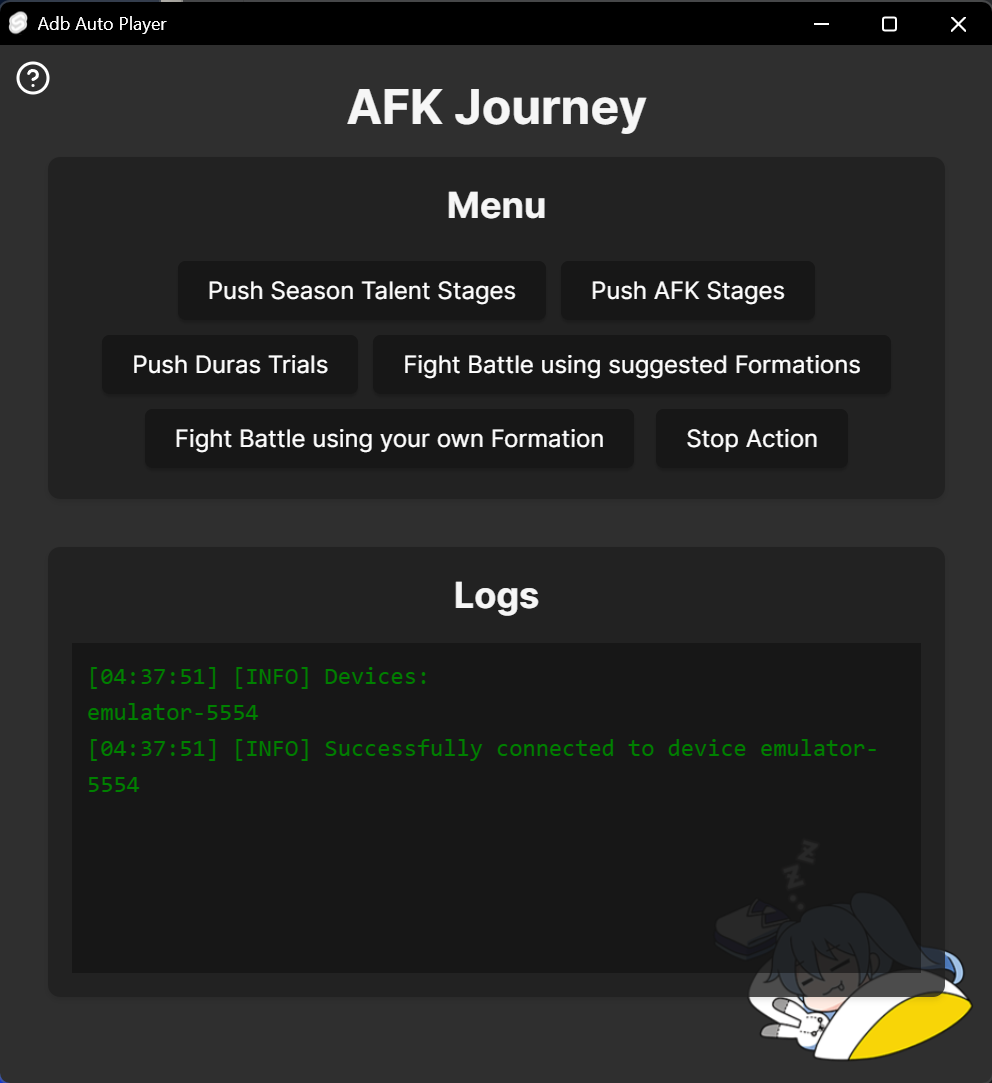 Adb Auto Player
AFK Journey
Menu
Push Season Talent Stages
Push AFK Stages
Push Duras Trials
Fight Battle using suggested Formations
Fight Battle using your own Formation
Stop Action
Logs
[04:37:51] [INFO] Devices:
emulator-5554
[04:37:51] [INFO] Successfully connected to device emulator-
5554
z
z